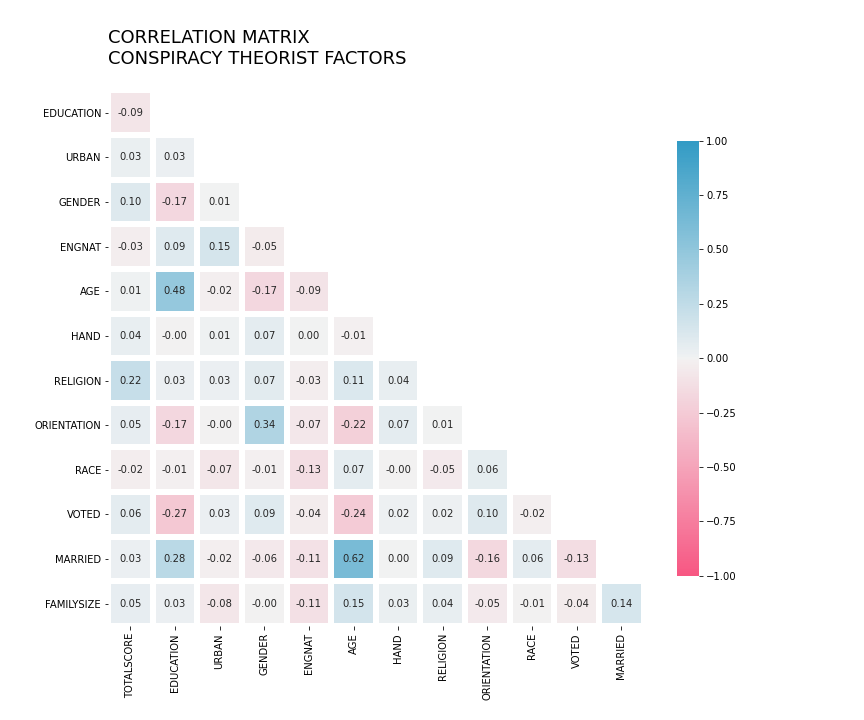 CORRELATION MATRIX
CONSPIRACY THEORIST FACTORS
EDUCATION -0.09
URBAN 0.03 0.03
GENDER 0.10 -0.17 0.01
ENGNAT -0.03 0.09 0.15 -0.05
AGE 0.01 0.48 -0.02 -0.17 -0.09
HAND 0.04 -0.00 0.01 0.07 0.00 -0.01
RELIGION 0.22 0.03 0.03 0.07 -0.03 0.11 0.04
ORIENTATION 0.05 -0.17 -0.00 0.34 -0.07 -0.22 0.07 0.01
RACE -0.02 -0.01 -0.07 -0.01 -0.13 0.07 -0.00 -0.05 0.06
VOTED 0.06 -0.27 0.03 0.09 -0.04 -0.24 0.02 0.02 0.10 -0.02
MARRIED 0.03 0.28 -0.02 -0.06 -0.11 0.62 0.00 0.09 -0.16 0.06 -0.13
FAMILYSIZE 0.05 0.03 -0.08 -0.00 -0.11 0.15 0.03 0.04 -0.05 -0.01 -0.04 0.14
TOTALSCORE EDUCATION URBAN GENDER ENGNAT AGE HAND RELIGION ORIENTATION RACE VOTED MARRIED
1.00
0.75
0.50
0.25
0.00
−0.25
−0.50
−0.75
−1.00